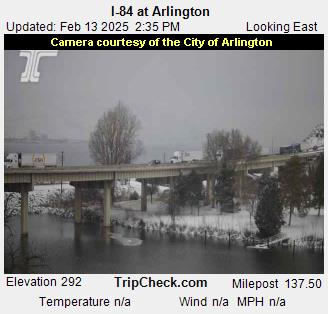 I-84 at Arlington
Updated: Feb 13 2025 2:35 PM Looking East
Camera courtesy of the City of Arlington
Elevation 292 TripCheck.com Milepost 137.50
Temperature n/a Wind n/a MPH n/a